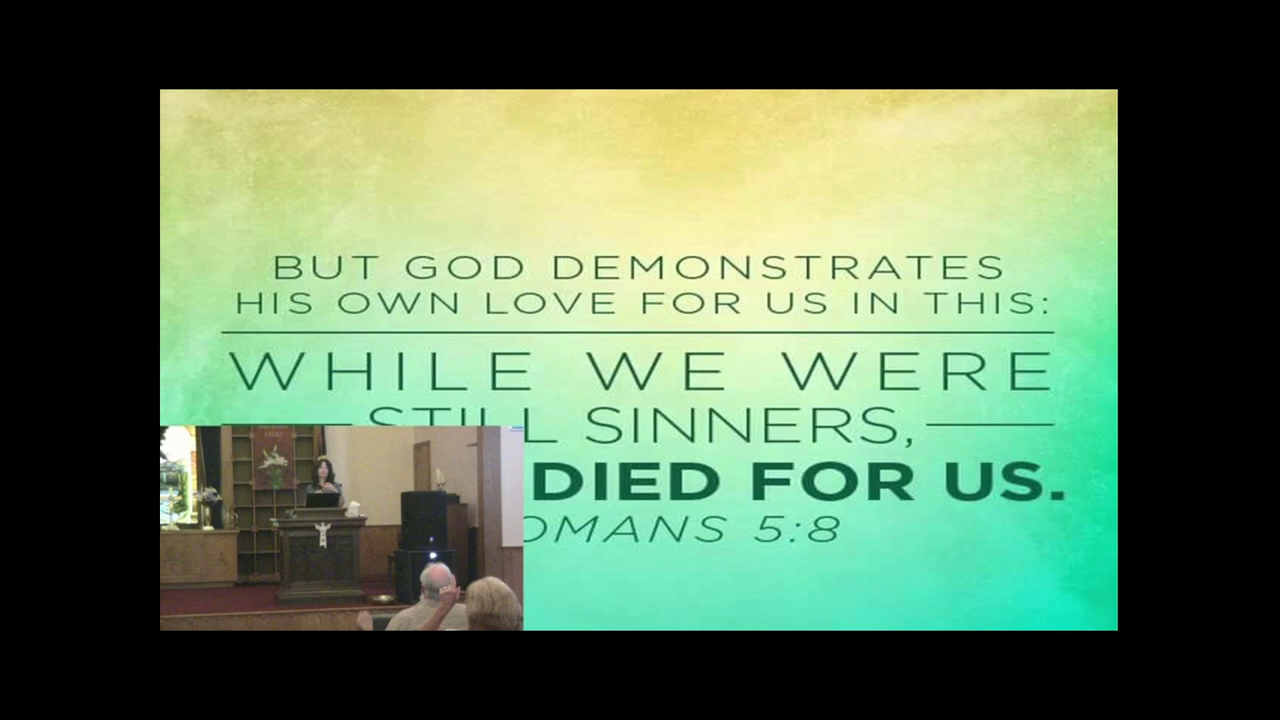 BUT GOD DEMONSTRATES
HIS OWN LOVE FOR US IN THIS:
WHILE WE WERE
STILL SINNERS,
DIED FOR US.
OMANS 5:8